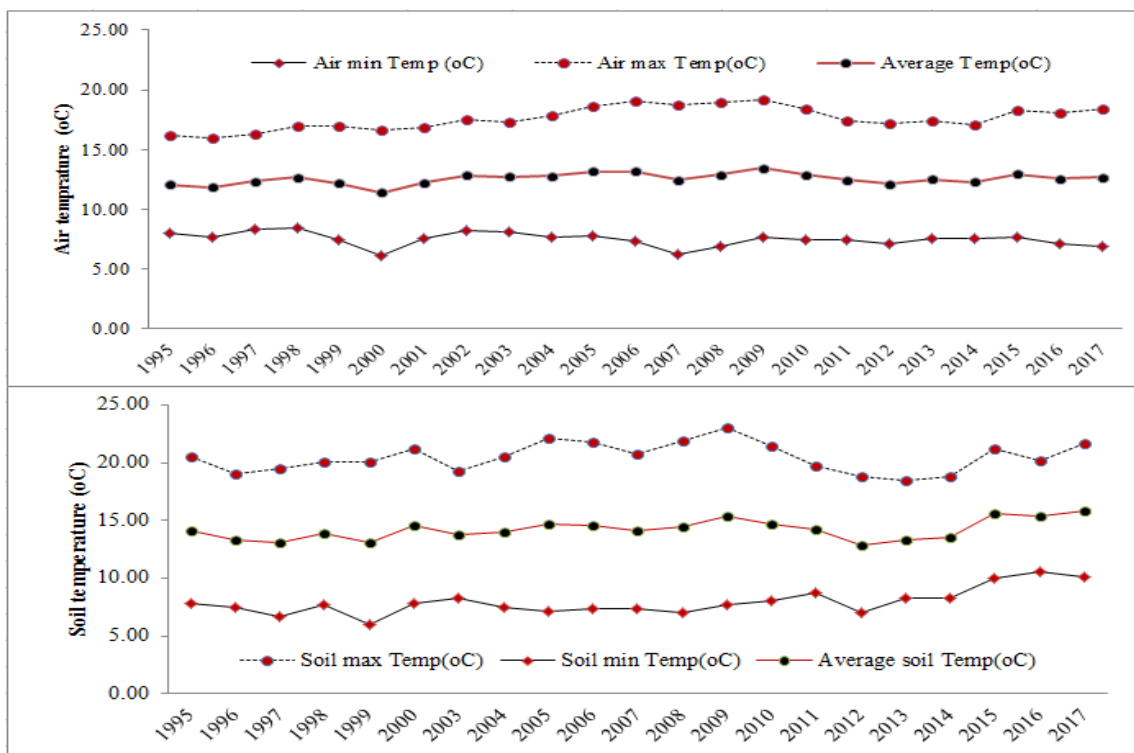 25.00
Air min Temp (oC) Air max Temp(oC) Average Temp(oC)
20.00
15.00
10.00
5.00
0.00
Air temprature (oC)
1995 1996 1997 1998 1999 2000 2001 2002 2003 2004 2005 2006 2007 2008 2009 2010 2011 2012 2013 2014 2015 2016 2017
25.00
20.00
15.00
10.00
5.00
0.00
Soil temperature (oC)
Soil max Temp(oC) Soil min Temp(oC) Average soil Temp(oC)
1995 1996 1997 1998 1999 2000 2003 2004 2005 2006 2007 2008 2009 2010 2011 2012 2013 2014 2015 2016 2017